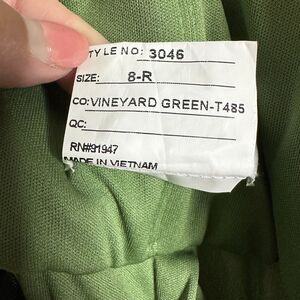 TYLE NO: 3046
SIZE: 8-R
CO: VINEYARD GREEN-T485
QC:
RN#91947
MADE IN VIETNAM